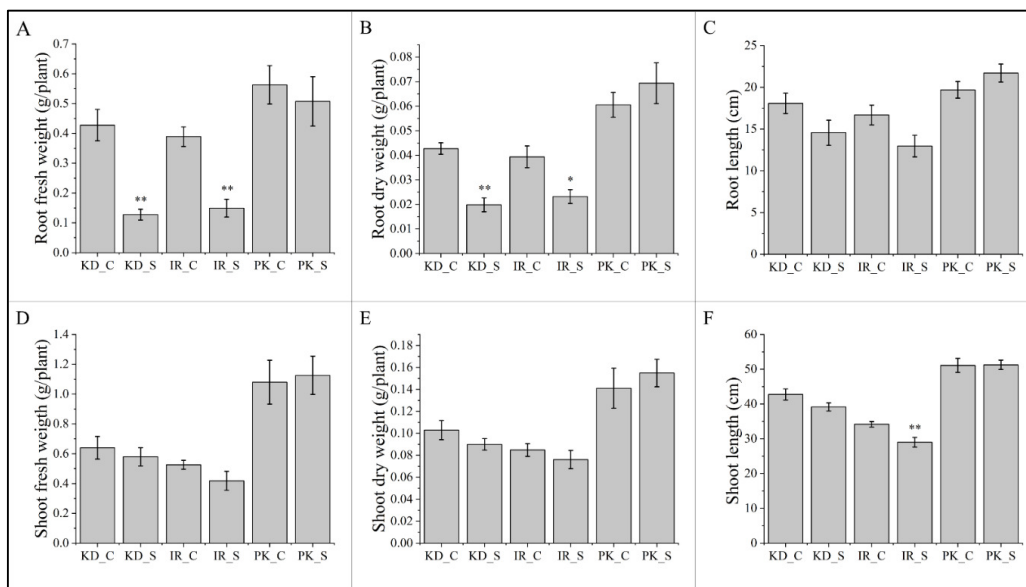 A
Root fresh weight (g/plant)
0.7
0.6
0.5
0.4
0.3
0.2
0.1
0.0
**
**
KD_C KD_S IR_C IR_S PK_C PK_S
B
Root dry weight (g/plant)
0.08
0.07
0.06
0.05
0.04
0.03
0.02
0.01
0.00
**
*
KD_C KD_S IR_C IR_S PK_C PK_S
C
Root length (cm)
25
20
15
10
5
0
KD_C KD_S IR_C IR_S PK_C PK_S
D
Shoot fresh weigth (g/plant)
1.4
1.2
1.0
0.8
0.6
0.4
0.2
0.0
KD_C KD_S IR_C IR_S PK_C PK_S
E
Shoot dry weight (g/plant)
0.18
0.16
0.14
0.12
0.10
0.08
0.06
0.04
0.02
0.00
KD_C KD_S IR_C IR_S PK_C PK_S
F
Shoot length (cm)
60
50
40
30
20
10
0
**
KD_C KD_S IR_C IR_S PK_C PK_S